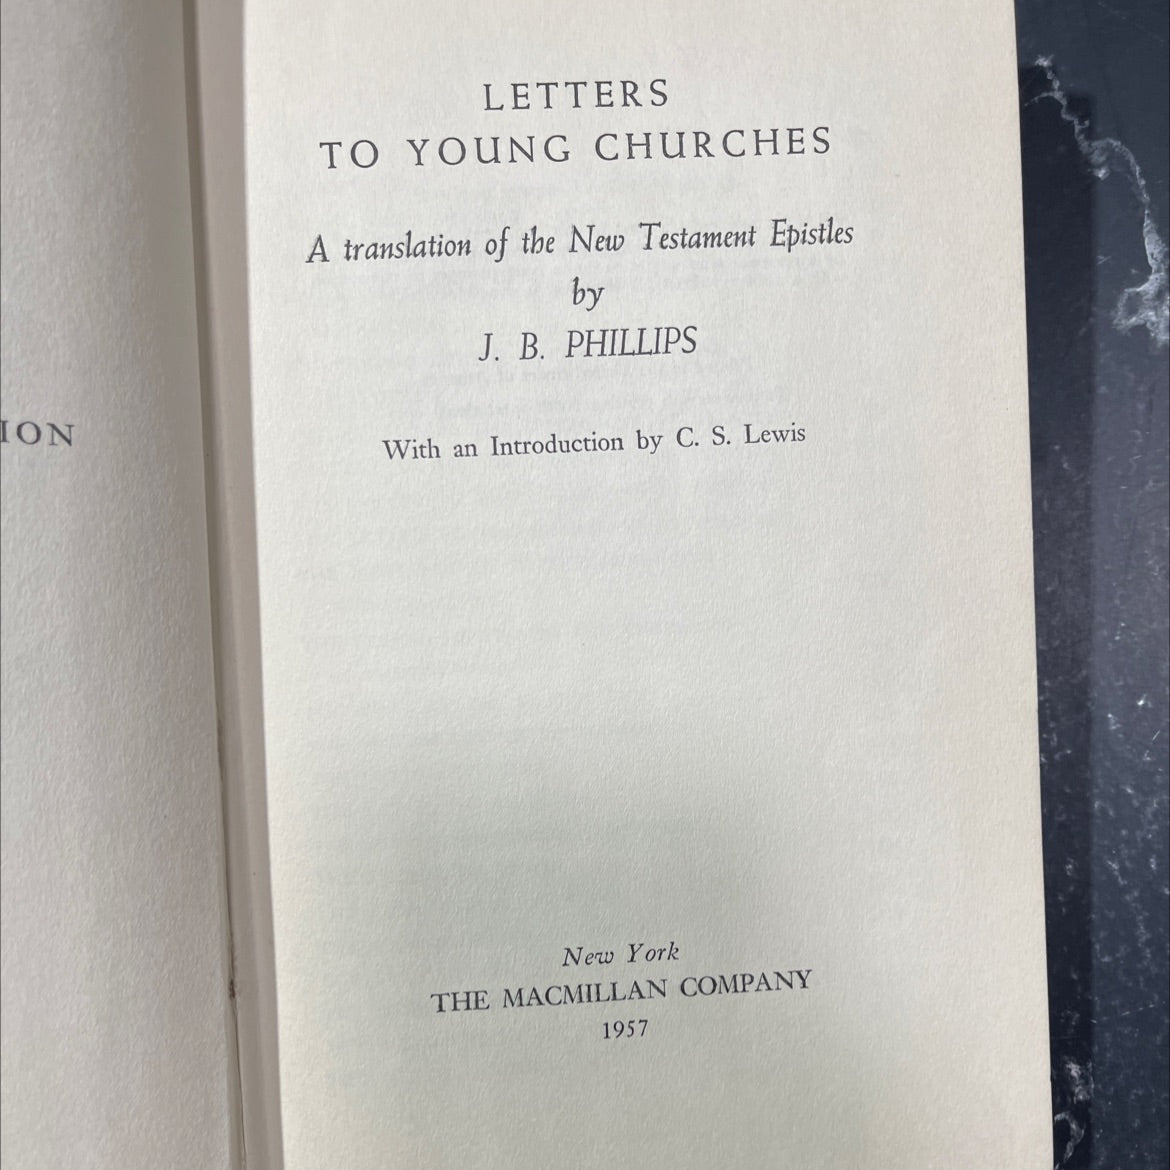 LETTERS
TO YOUNG CHURCHES
A translation of the New Testament Epistles
by
J. B. PHILLIPS
With an Introduction by C. S. Lewis
New York
THE MACMILLAN COMPANY
1957